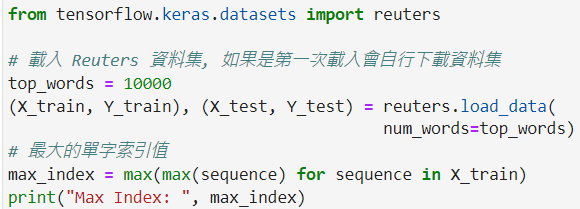 from tensorflow.keras.datasets import reuters
# 載入 Reuters 資料集, 如果是第一次載入會自行下載資料集
top_words = 10000
(X_train, Y_train), (X_test, Y_test) = reuters.load_data(
num_words=top_words)
# 最大的單字索引值
max_index = max(max(sequence) for sequence in X_train)
print("Max Index: ", max_index)